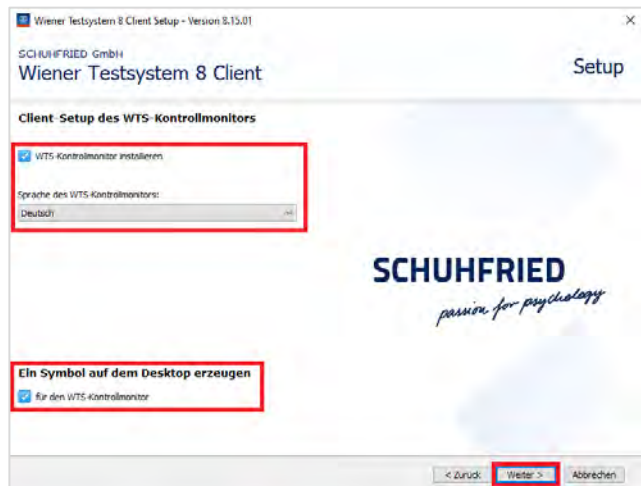 Wiener Testsystem 8 Client Setup - Version 8.15.01
SCHUHFRIED GmbH
Wiener Testsystem 8 Client
Setup
Client-Setup des WTS-Kontrollmonitors
WTS-Kontrollmonitor installieren
Sprache des WTS-Kontrollmonitors:
Deutsch
SCHUHFRIED
passion for psychology
Ein Symbol auf dem Desktop erzeugen
für den WTS-Kontrollmonitor
< Zurück
Weiter >
Abbrechen